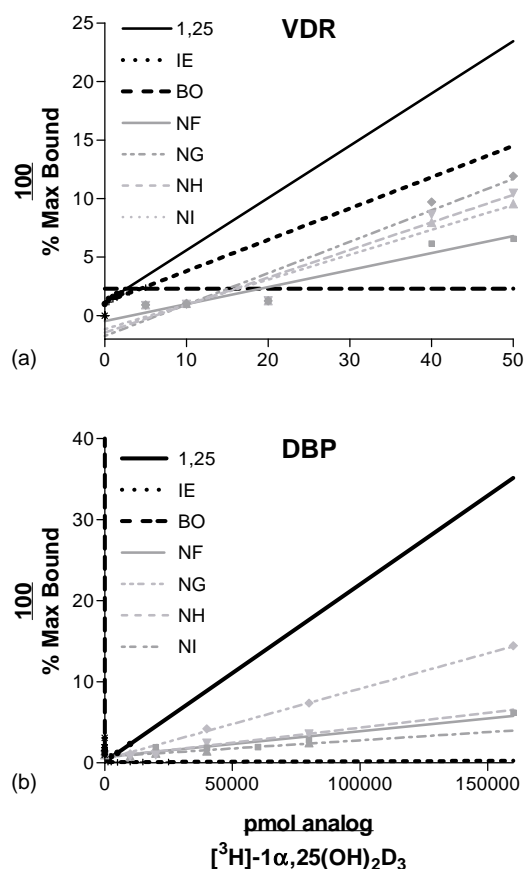 VDR
25
20
15
10
5
0
100
% Max Bound
1,25
IE
BO
NF
NG
NH
NI
(a)
0 10 20 30 40 50
DBP
40
30
20
10
0
100
% Max Bound
1,25
IE
BO
NF
NG
NH
NI
(b)
0 50000 100000 150000
pmol analog
[³H]-1α,25(OH)₂D₃